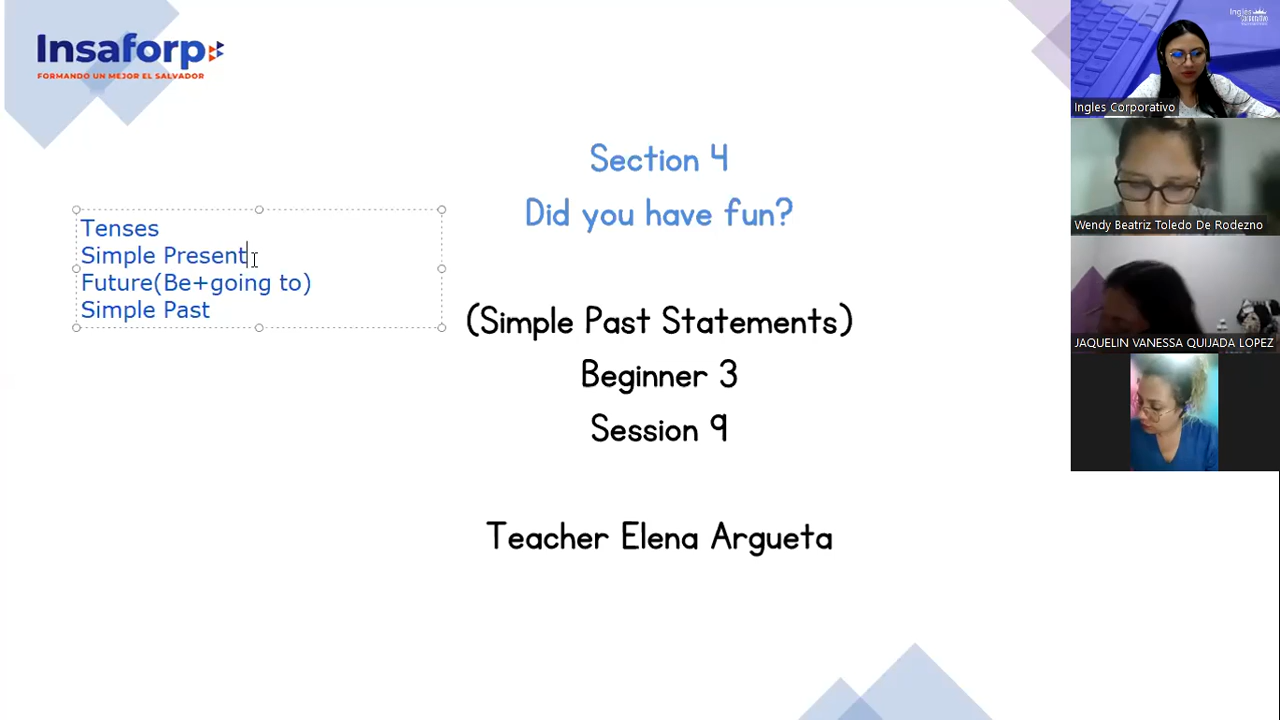 Insaforp
FORMANDO UN MEJOR EL SALVADOR
Section 4
Did you have fun?
Tenses
Simple Present
Future(Be+going to)
Simple Past
(Simple Past Statements)
Beginner 3
Session 9
Teacher Elena Argueta
Ingles
Ingles Corporativo
Wendy Beatriz Toledo De Rodezno
JAQUELIN VANESSA QUIJADA LOPEZ